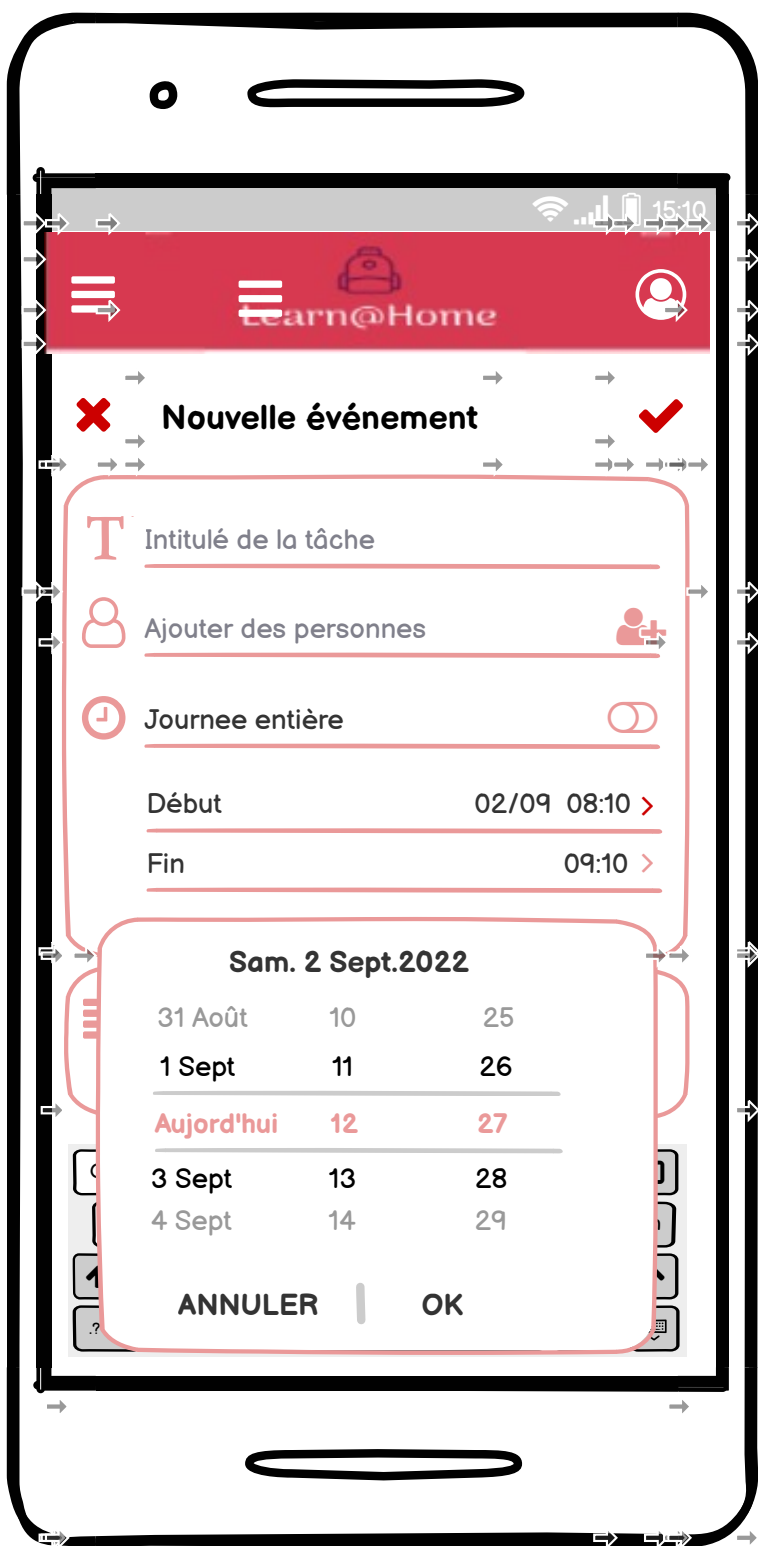 15:10
Learn@Home
Nouvelle événement
T Intitulé de la tâche
Ajouter des personnes
Journee entière
Début 02/09 08:10
Fin 09:10
Sam. 2 Sept.2022
31 Août 10 25
1 Sept 11 26
Aujord'hui 12 27
3 Sept 13 28
4 Sept 14 29
ANNULER OK
.?